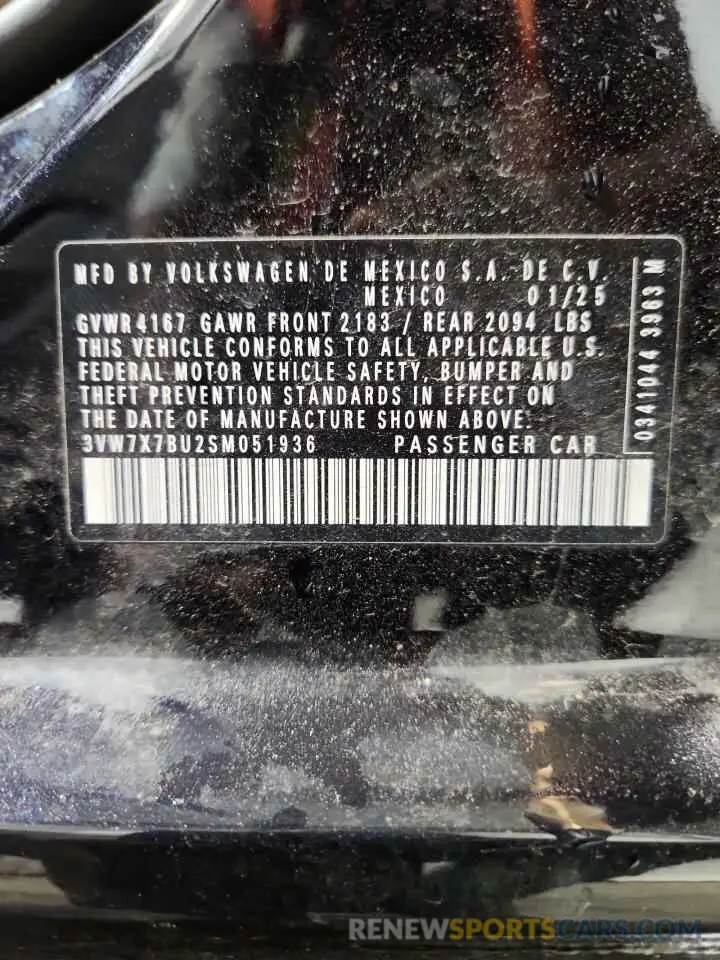 MFD BY VOLKSWAGEN DE MEXICO S.A. DE C.V.
MEXICO 01/25
GVWR 4167 GAWR FRONT 2183 / REAR 2094 LBS
THIS VEHICLE CONFORMS TO ALL APPLICABLE U.S.
FEDERAL MOTOR VEHICLE SAFETY, BUMPER AND
THEFT PREVENTION STANDARDS IN EFFECT ON
THE DATE OF MANUFACTURE SHOWN ABOVE.
3VW7X7BU2SM051936 PASSENGER CAR
0341044 3963 M
RENEWSPORTSCARS.COM